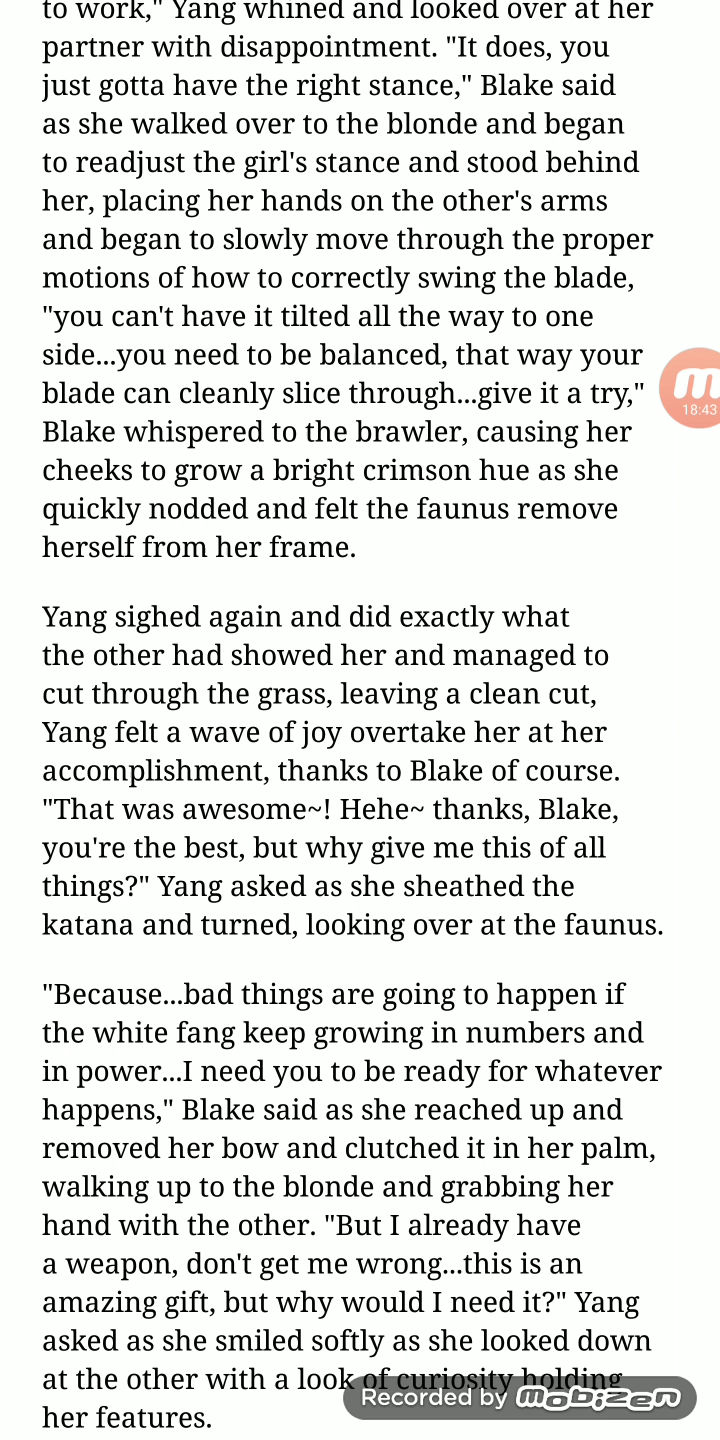 to work," Yang whined and looked over at her
partner with disappointment. "It does, you
just gotta have the right stance," Blake said
as she walked over to the blonde and began
to readjust the girl's stance and stood behind
her, placing her hands on the other's arms
and began to slowly move through the proper
motions of how to correctly swing the blade,
"you can't have it tilted all the way to one
side...you need to be balanced, that way your
blade can cleanly slice through...give it a try,"
18:43
Blake whispered to the brawler, causing her
cheeks to grow a bright crimson hue as she
quickly nodded and felt the faunus remove
herself from her frame.
Yang sighed again and did exactly what
the other had showed her and managed to
cut through the grass, leaving a clean cut,
Yang felt a wave of joy overtake her at her
accomplishment, thanks to Blake of course.
"That was awesome~! Hehe~ thanks, Blake,
you're the best, but why give me this of all
things?" Yang asked as she sheathed the
katana and turned, looking over at the faunus.
"Because...bad things are going to happen if
the white fang keep growing in numbers and
in power...I need you to be ready for whatever
happens," Blake said as she reached up and
removed her bow and clutched it in her palm,
walking up to the blonde and grabbing her
hand with the other. "But I already have
a weapon, don't get me wrong...this is an
amazing gift, but why would I need it?" Yang
asked as she smiled softly as she looked down
at the other with a look of curiosity holding
Recorded by mobizen
her features.